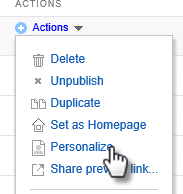 ACTIONS
Actions
Delete
Unpublish
Duplicate
Set as Homepage
Personalize
Share preview link...